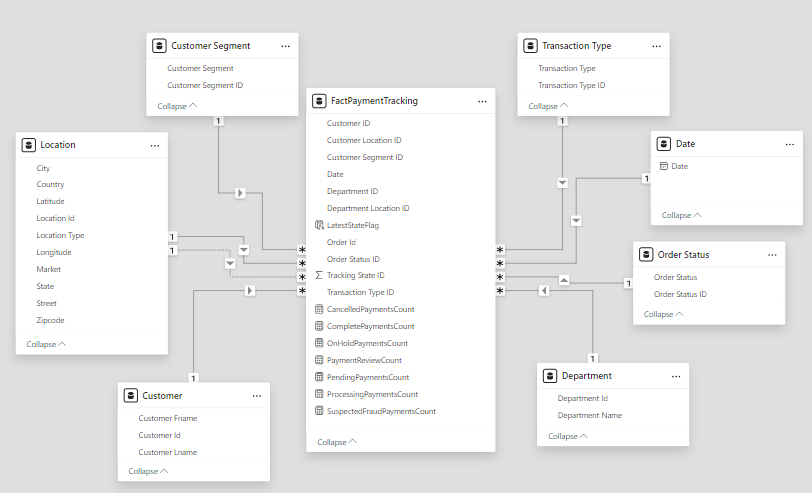 Customer Segment
Customer Segment
Customer Segment ID
Collapse
1
Transaction Type
Transaction Type
Transaction Type ID
Collapse
1
FactPaymentTracking
Customer ID
Customer Location ID
Customer Segment ID
Date
Department ID
Department Location ID
LatestStateFlag
Order Id
Order Status ID
Tracking State ID
Transaction Type ID
CancelledPaymentsCount
CompletePaymentsCount
OnHoldPaymentsCount
PaymentReviewCount
PendingPaymentsCount
ProcessingPaymentsCount
SuspectedFraudPaymentsCount
Collapse
Location
City
Country
Latitude
Location Id
Location Type
Longitude
Market
State
Street
Zipcode
Collapse
1
1
*
*
*
*
*
*
*
*
Date
Date
Collapse
1
Order Status
Order Status
Order Status ID
Collapse
1
Customer
Customer Fname
Customer Id
Customer Lname
Collapse
1
Department
Department Id
Department Name
Collapse
1